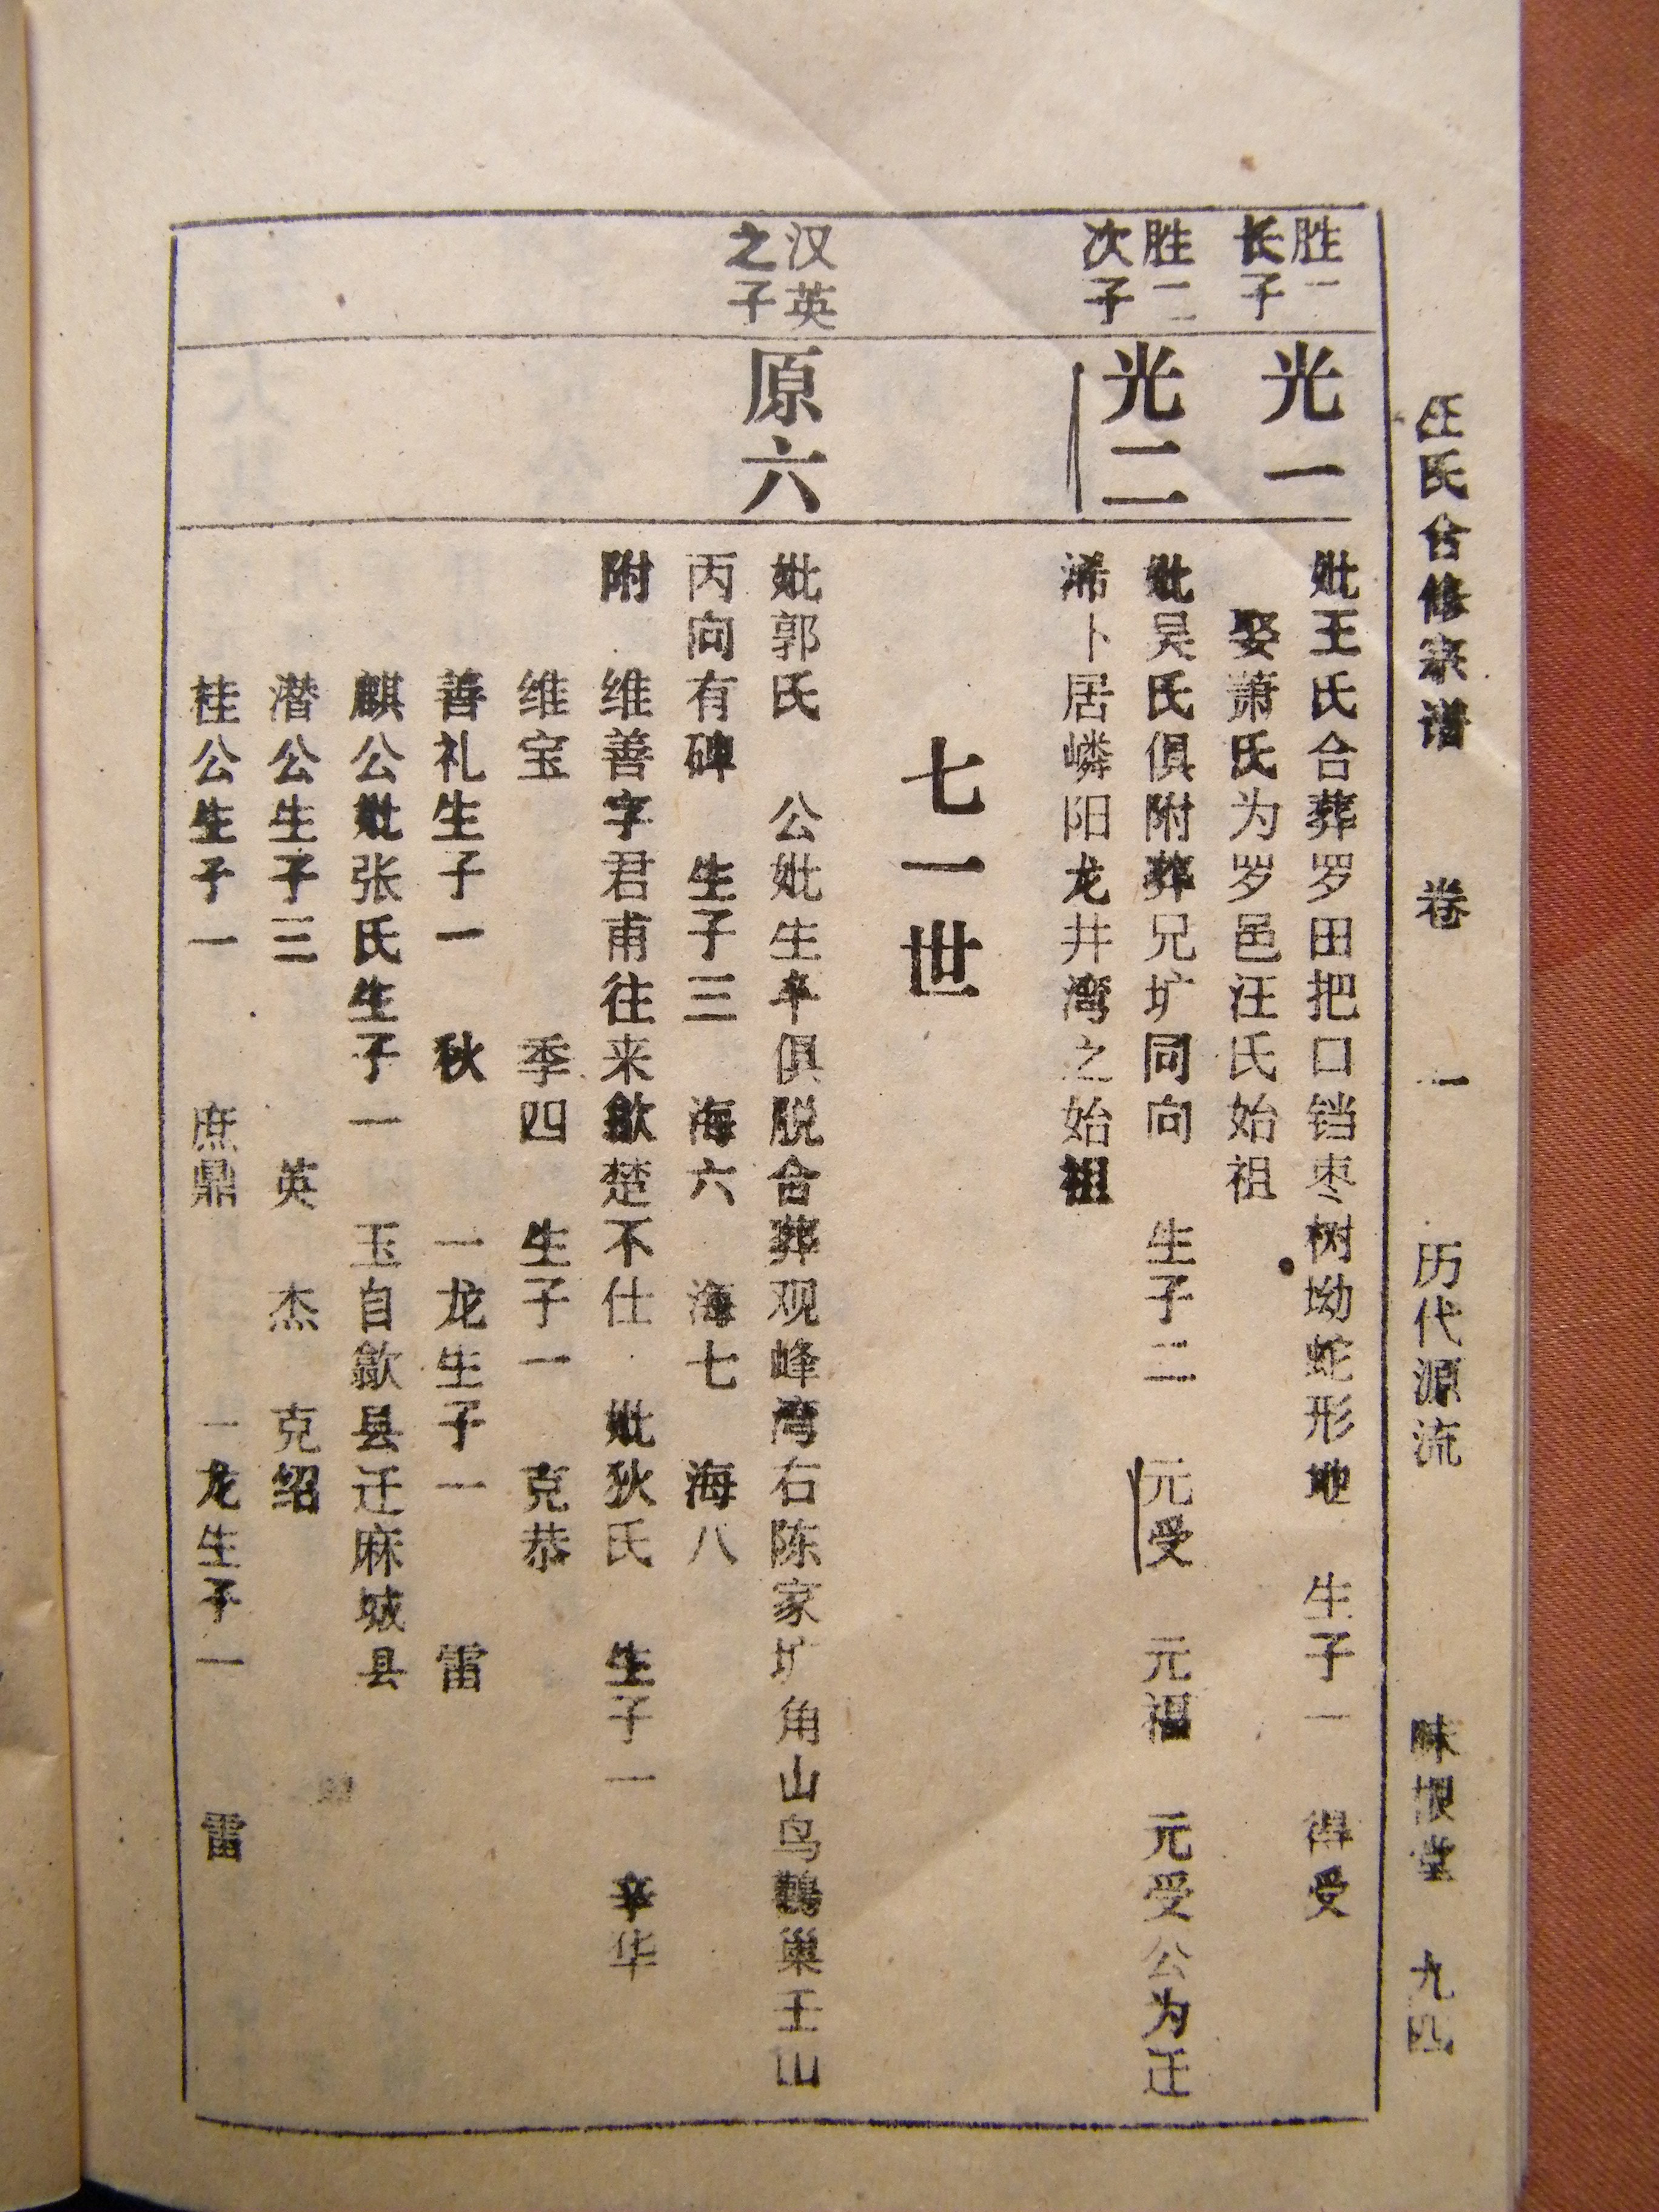 汪氏合修宗谱 卷一 历代源流 味根堂 九四
胜一
长子
光一
妣王氏合葬罗田把口铛枣树坳蛇形地 生子一 得受
娶萧氏为罗邑汪氏始祖
胜二
次子
光二
妣吴氏俱附葬兄圹同向 生子二 元受 元福 元受公为迁
浠卜居嶙阳龙井湾之始祖
七一世
汉英
之子
原六
妣郭氏 公妣生卒俱脱合葬观峰湾右陈家圹角山乌鹊巢壬山
丙向有碑 生子三 海六 海七 海八
附 维善字君甫往来歙楚不仕 妣狄氏 生子一 辛华
维宝 季四 生子一 克恭
善礼生子一 秋 一龙生子一 雷
麒公妣张氏生子一 玉自歙县迁麻城县
潜公生子三 英 杰 克绍
桂公生子一 庶鼎 一龙生子一 雷